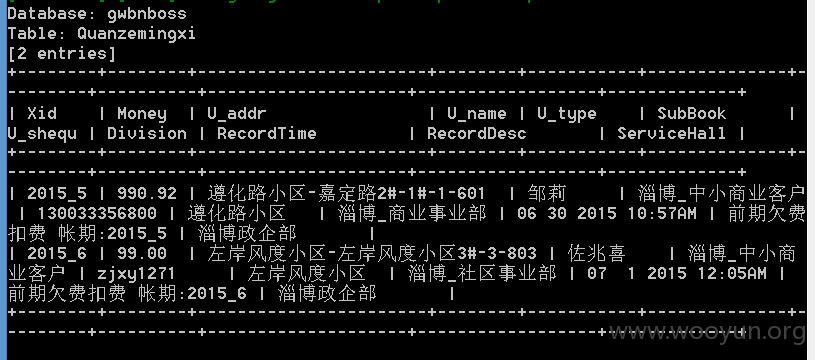 Database: gwbnboss
Table: Quanzemingxi
[2 entries]
+--------+--------+---------------------+--------+----------+--------------+-
--------+----------+---------------------+------------------+-------------+
| Xid | Money | U_addr | U_name | U_type | SubBook |
U_shequ | Division | RecordTime | RecordDesc | ServiceHall |
+--------+--------+---------------------+--------+----------+--------------+-
--------+----------+---------------------+------------------+-------------+
| 2015_5 | 990.92 | 遵化路小区-嘉定路2#-1#-1-601 | 邹莉 | 淄博_中小商业客户
| 130033356800 | 遵化路小区 | 淄博_商业事业部 | 06 30 2015 10:57AM | 前期欠费
扣费 帐期:2015_5 | 淄博政企部 |
| 2015_6 | 99.00 | 左岸风度小区-左岸风度小区3#-3-803 | 佐兆喜 | 淄博_中小商
业客户 | zjxy1271 | 左岸风度小区 | 淄博_社区事业部 | 07 1 2015 12:05AM |
前期欠费扣费 帐期:2015_6 | 淄博政企部 |
+--------+--------+---------------------+--------+----------+--------------+-
--------+----------+---------------------+------------------+-------------+
www.wooyun.org